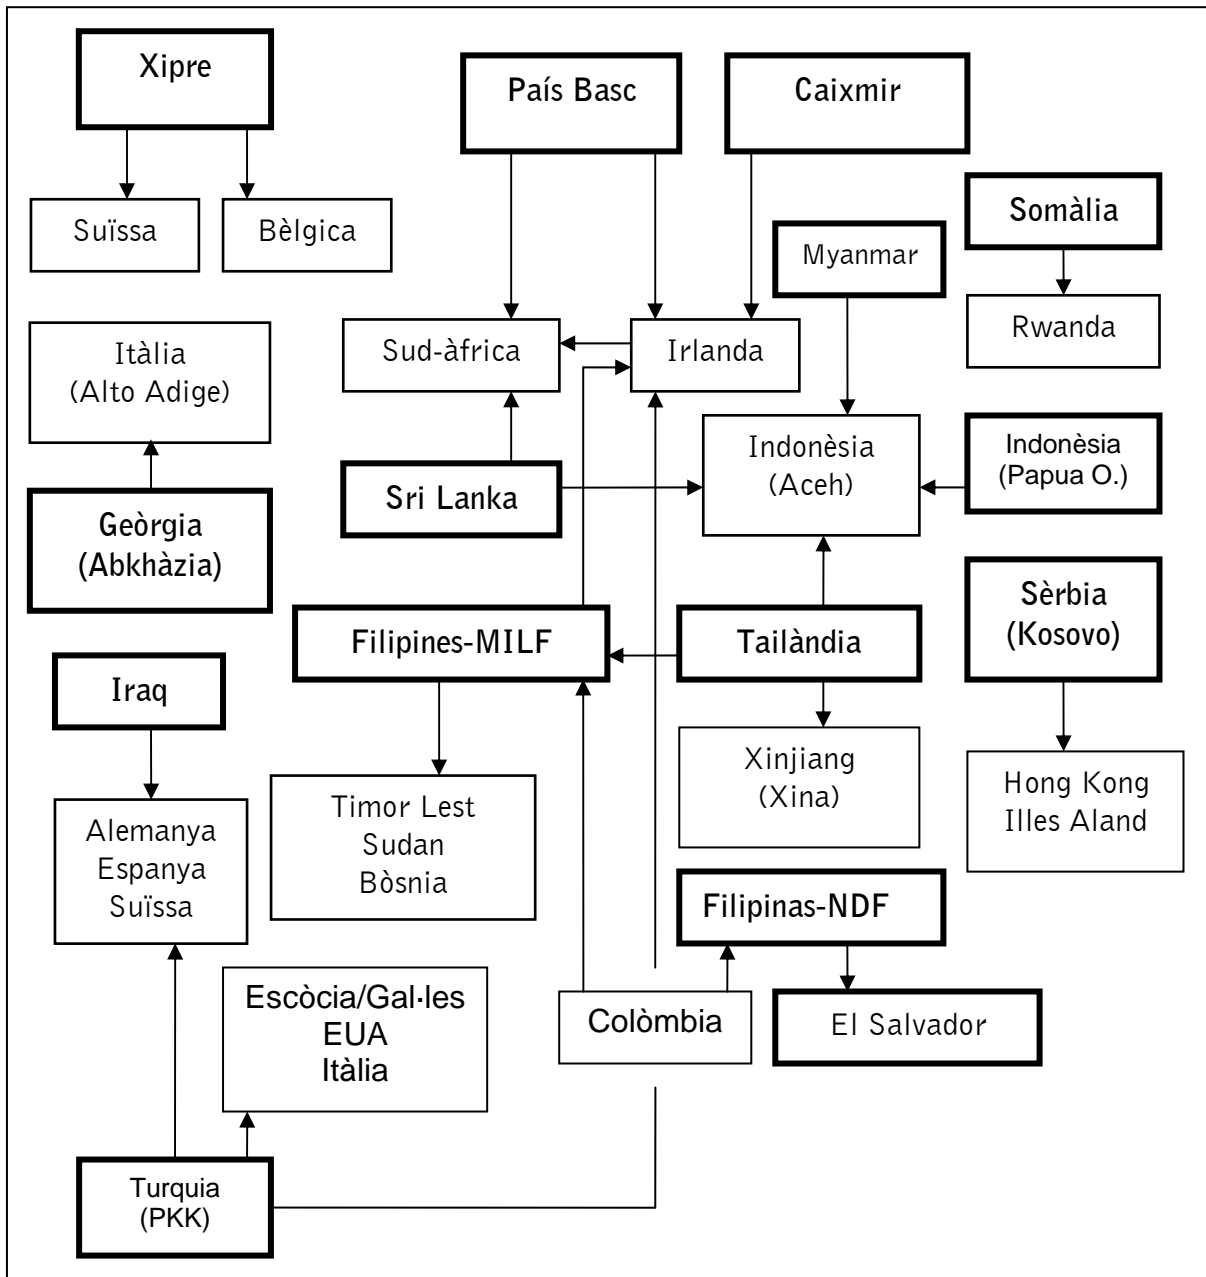 Xipre
País Basc
Caixmir
Suïssa
Bèlgica
Somàlia
Myanmar
Itàlia
(Alto Adige)
Sud-àfrica
Irlanda
Rwanda
Indonèsia
(Aceh)
Indonèsia
(Papua O.)
Sri Lanka
Geòrgia
(Abkhàzia)
Filipines-MILF
Tailàndia
Sèrbia
(Kosovo)
Iraq
Xinjiang
(Xina)
Hong Kong
Illes Aland
Timor Lest
Sudan
Bòsnia
Alemanya
Espanya
Suïssa
Filipinas-NDF
Escòcia/Gal·les
EUA
Itàlia
Colòmbia
El Salvador
Turquia
(PKK)